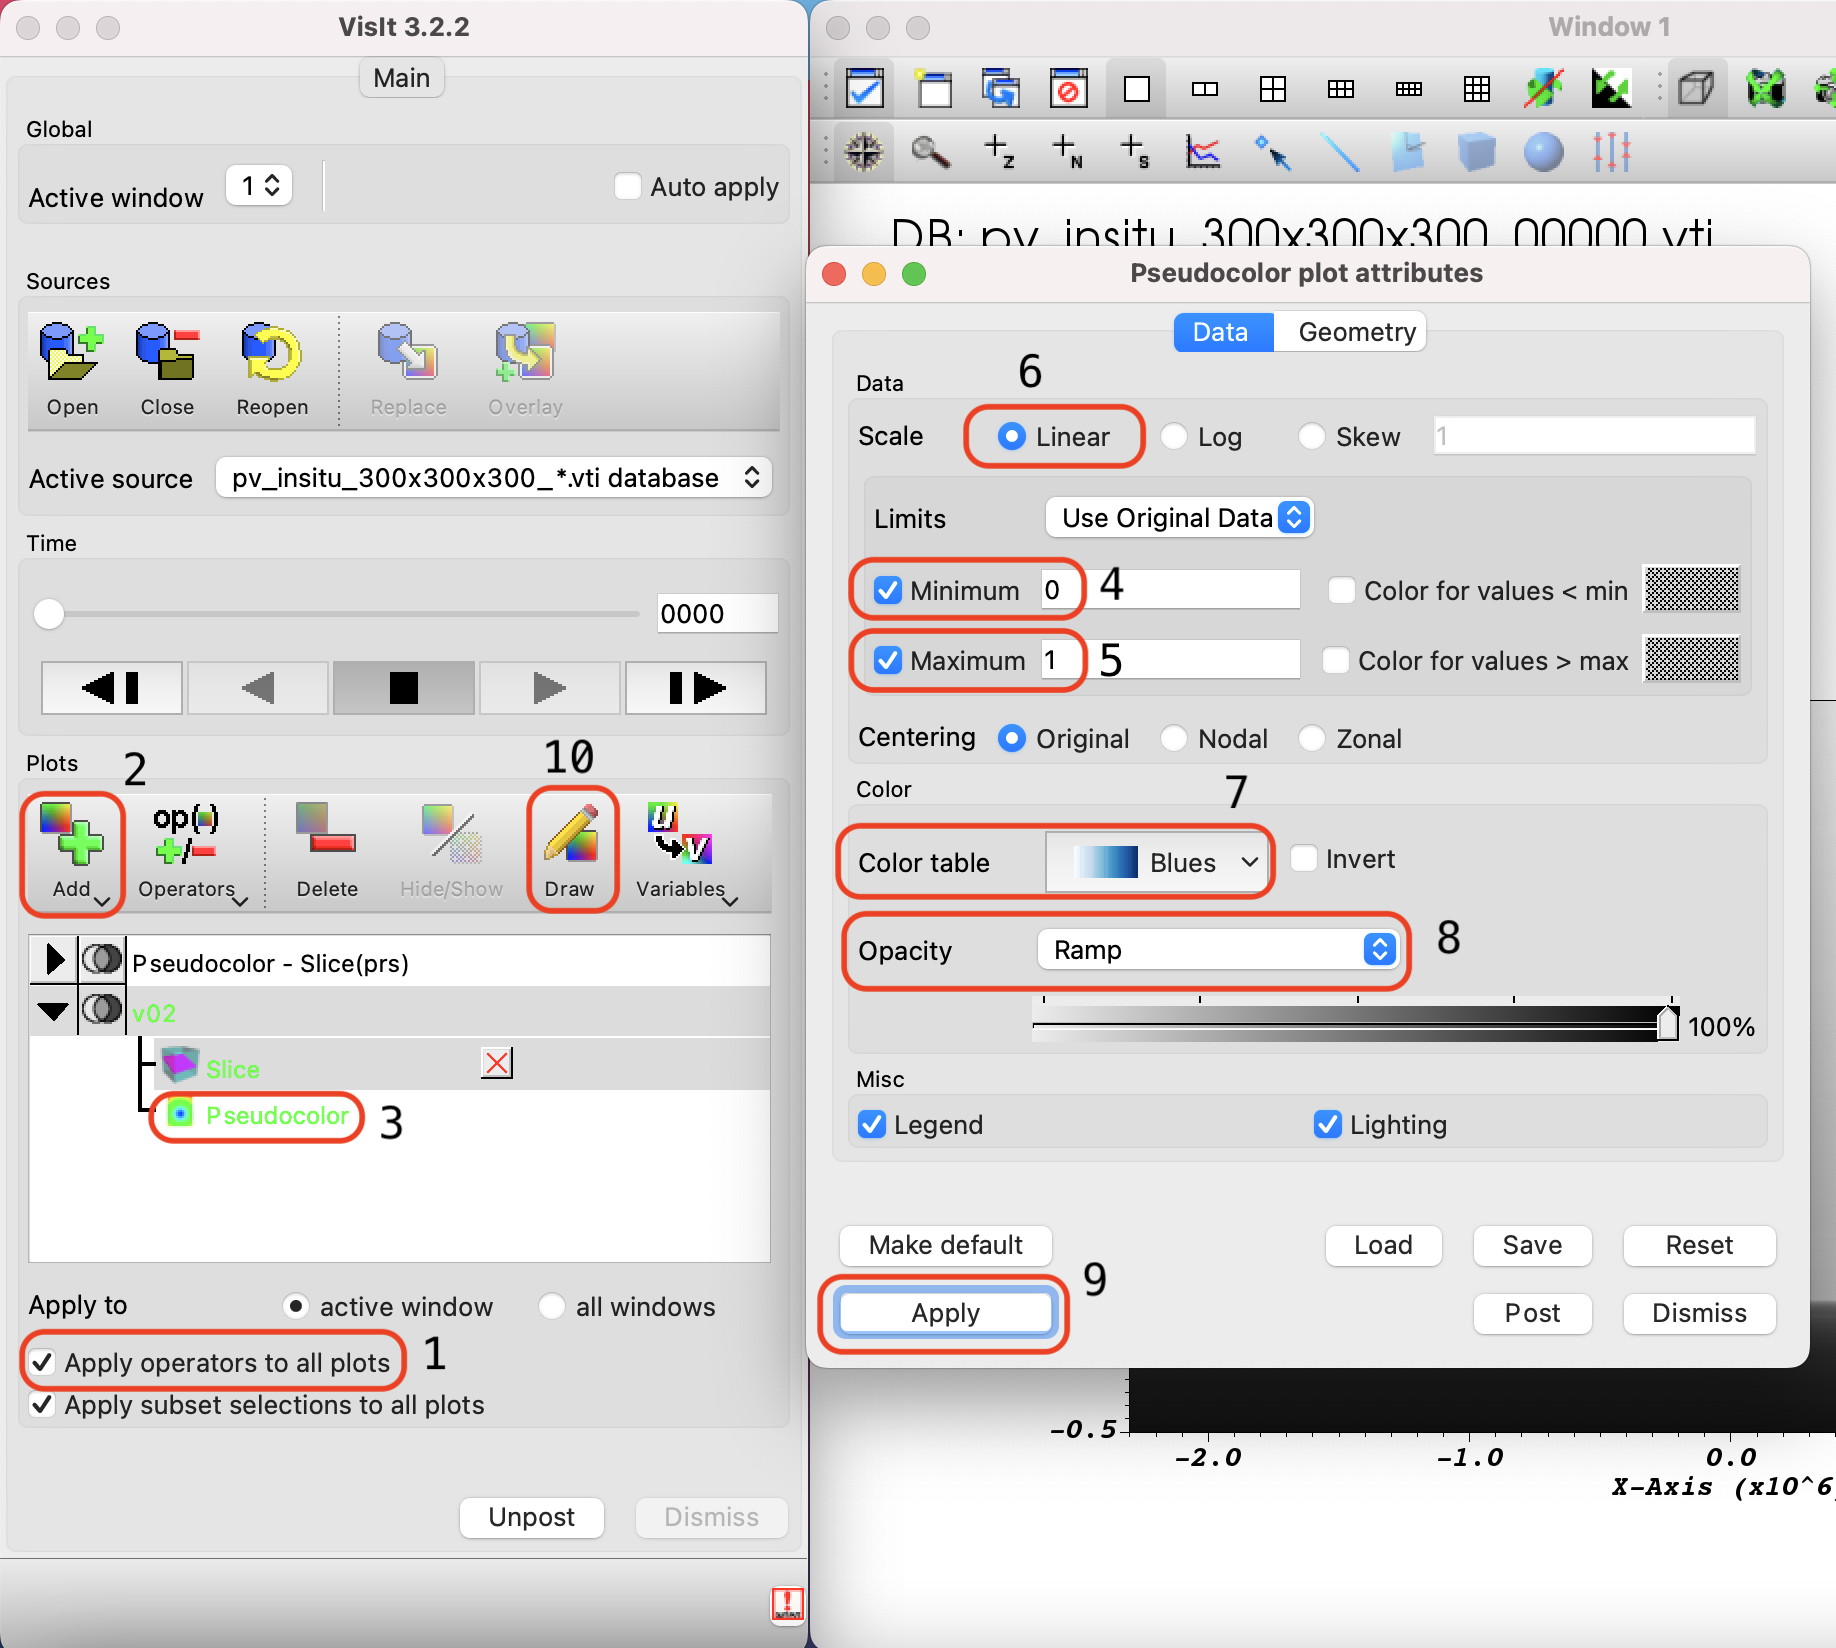 VisIt 3.2.2
Main
Global
Active window 1 Auto apply
Sources
Open Close Reopen Replace Overlay
Active source pv_insitu_300x300x300_*.vti database
Time
0000
Plots 2 10
op( )
+/-
Add Operators Delete Hide/Show Draw Variables
Pseudocolor - Slice(prs)
v02
Slice
Pseudocolor 3
Apply to active window all windows
Apply operators to all plots 1
Apply subset selections to all plots
Unpost Dismiss
Window 1
+Z +N +S
DB: pv_insitu_300x300x300_00000.vti
Pseudocolor plot attributes
Data Geometry
Data 6
Scale Linear Log Skew 1
Limits Use Original Data
Minimum 0 4 Color for values < min
Maximum 1 5 Color for values > max
Centering Original Nodal Zonal
Color 7
Color table Blues Invert
Opacity Ramp 8
100%
Misc
Legend Lighting
Make default Load Save Reset
Apply 9 Post Dismiss
-0.5
-2.0 -1.0 0.0
X-Axis (x10^6